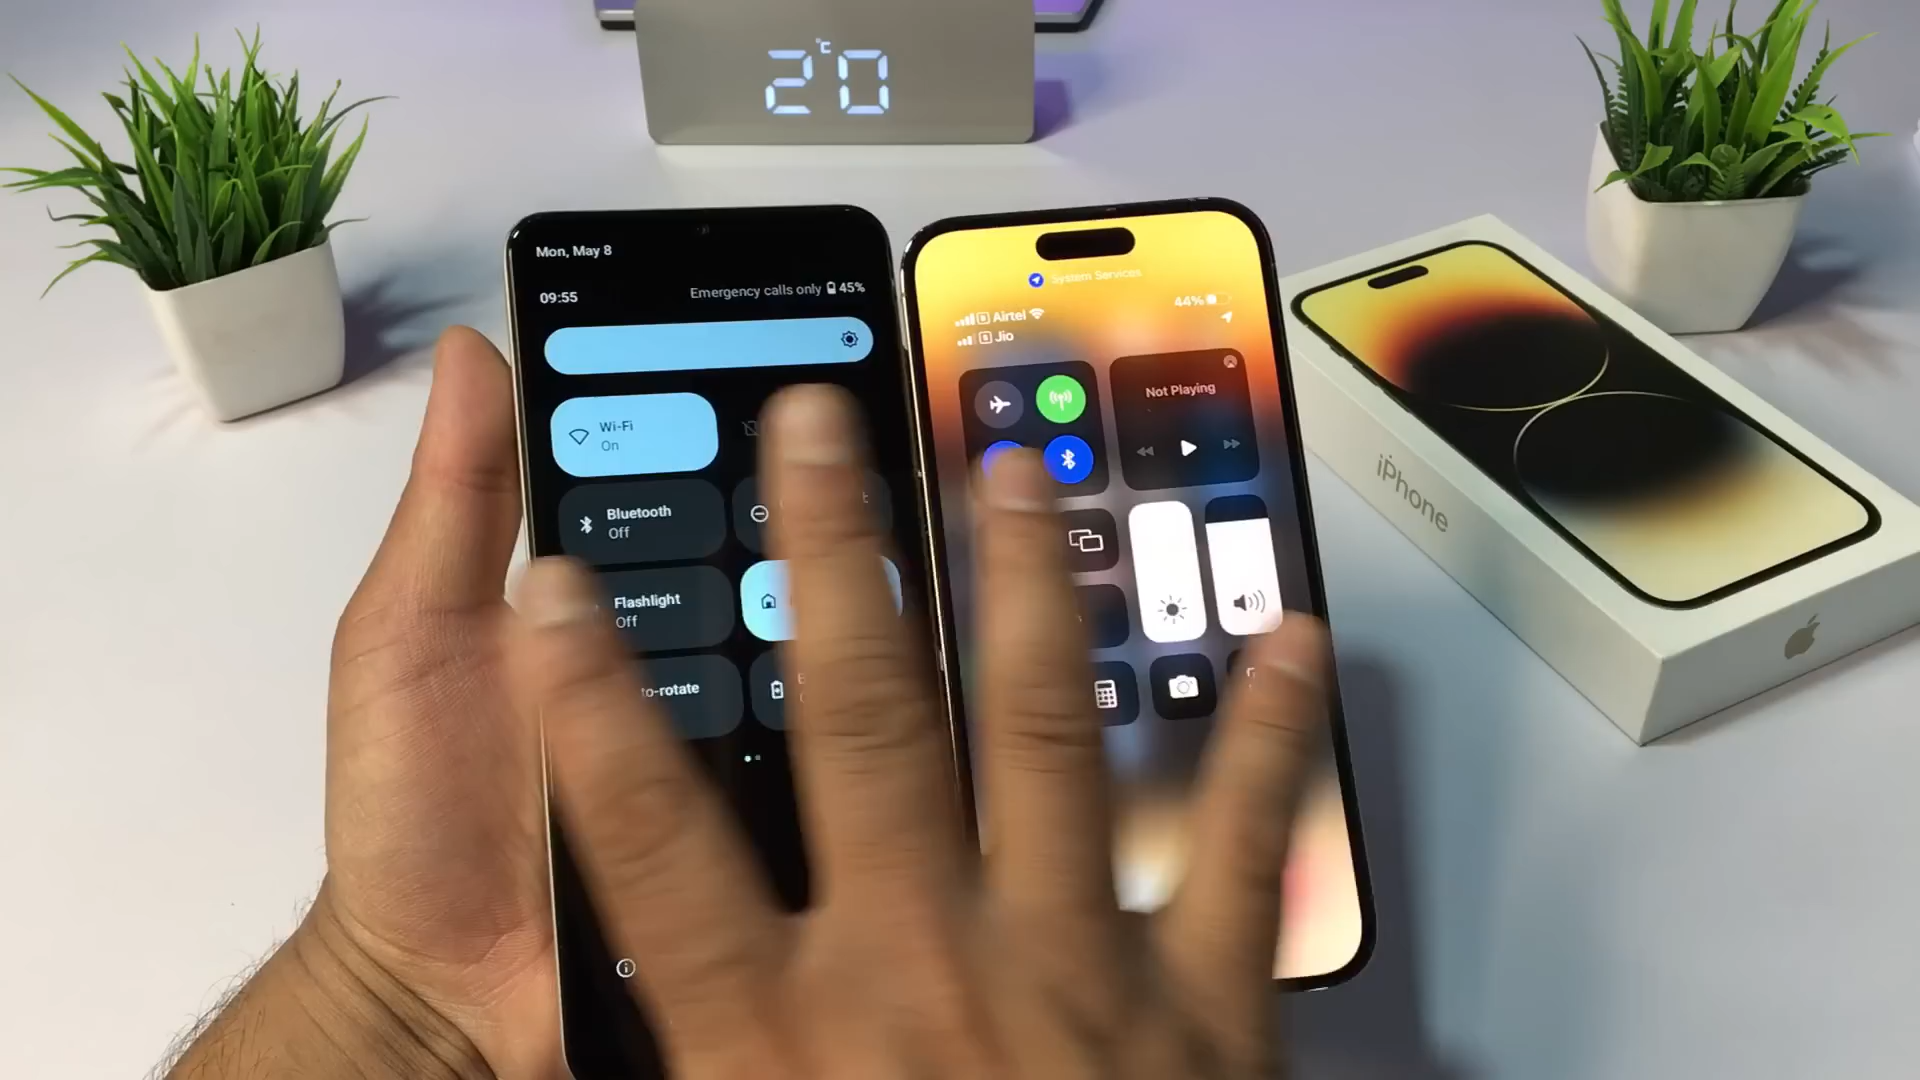 20
°C
Mon, May 8
09:55
Emergency calls only 45%
Wi-Fi
On
Bluetooth
Off
Flashlight
Off
to-rotate
System Services
Airtel
Jio
44%
Not Playing
iPhone